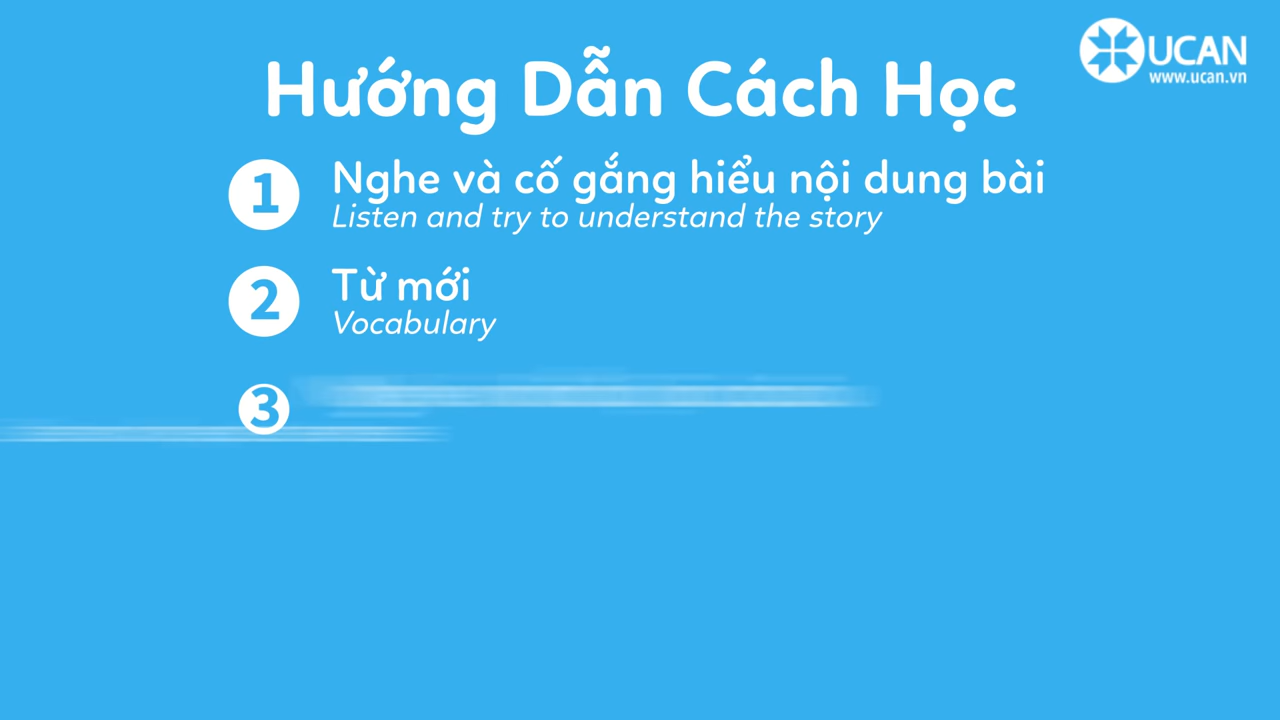 UCAN
www.ucan.vn
Hướng Dẫn Cách Học
1 Nghe và cố gắng hiểu nội dung bài
Listen and try to understand the story
2 Từ mới
Vocabulary
3